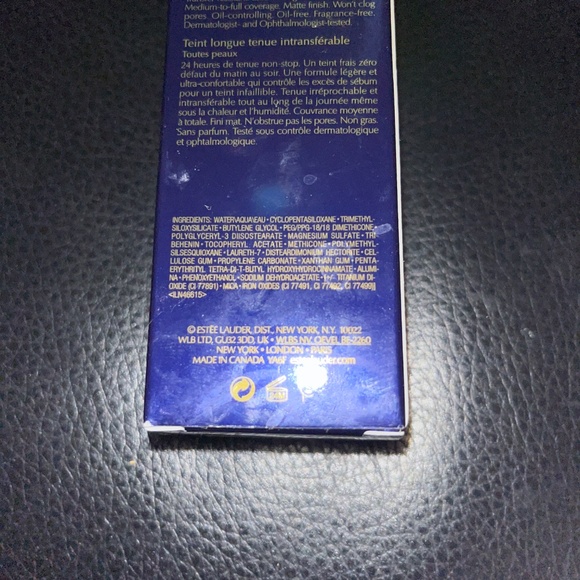 Medium-to-full coverage. Matte finish. Won't clog
pores. Oil-controlling. Oil-free. Fragrance-free.
Dermatologist- and Ophthalmologist-tested.
Teint longue tenue intransférable
Toutes peaux
24 heures de tenue non-stop. Un teint frais zéro
défaut du matin au soir. Une formule légère et
ultra-confortable qui contrôle les excès de sébum
pour un teint infaillible. Tenue irréprochable et
intransférable tout au long de la journée même
sous la chaleur et l'humidité. Couvrance moyenne
à totale. Fini mat. N'obstrue pas les pores. Non gras.
Sans parfum. Testé sous contrôle dermatologique
et ophtalmologique.
INGREDIENTS: WATER\AQUA\EAU • CYCLOPENTASILOXANE • TRIMETHYL-
SILOXYSILICATE • BUTYLENE GLYCOL • PEG/PPG-18/18 DIMETHICONE •
POLYGLYCERYL-3 DIISOSTEARATE • MAGNESIUM SULFATE • TRI
BEHENIN • TOCOPHERYL ACETATE • METHICONE • POLYMETHYL-
SILSESQUIOXANE • LAURETH-7 • DISTEARDIMONIUM HECTORITE • CEL-
LULOSE GUM • PROPYLENE CARBONATE • XANTHAN GUM • PENTA-
ERYTHRITYL TETRA-DI-T-BUTYL HYDROXYHYDROCINNAMATE • ALUMI-
NA • PHENOXYETHANOL • SODIUM DEHYDROACETATE • [+/- TITANIUM DI-
OXIDE (CI 77891) • MICA • IRON OXIDES (CI 77491, CI 77492, CI 77499)]
<ILN46615>
© ESTÉE LAUDER, DIST., NEW YORK, N.Y. 10022
WLB LTD, GU32 3DD, UK • WLBS NV, OEVEL BE-2260
NEW YORK • LONDON • PARIS
MADE IN CANADA YA6F esteelauder.com
24M